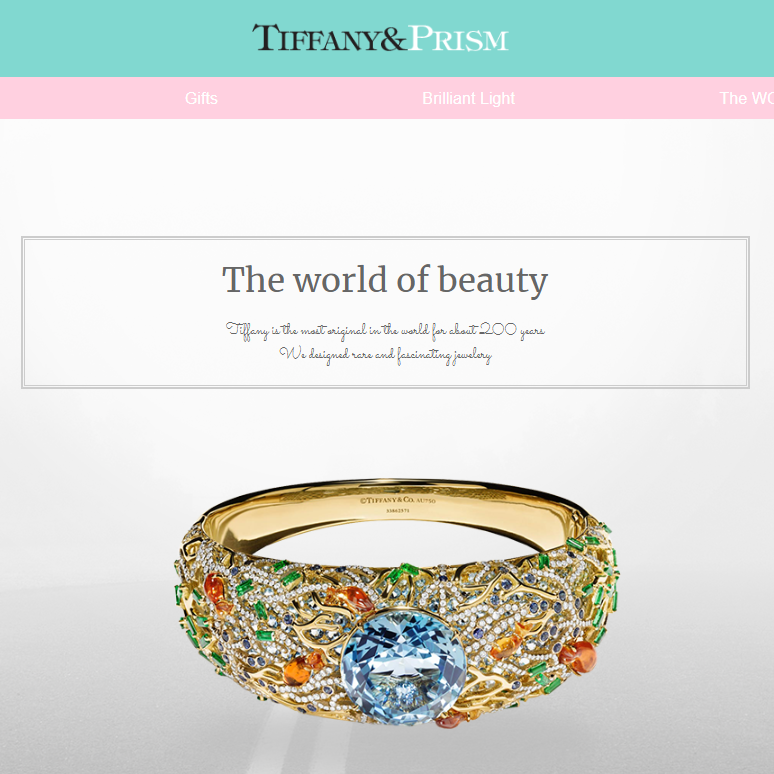 TIFFANY&PRISM
Gifts Brilliant Light The WO
The world of beauty
Tiffany is the most original in the world for about 200 years
We designed rare and fascinating jewelery
©TIFFANY&CO. AU750